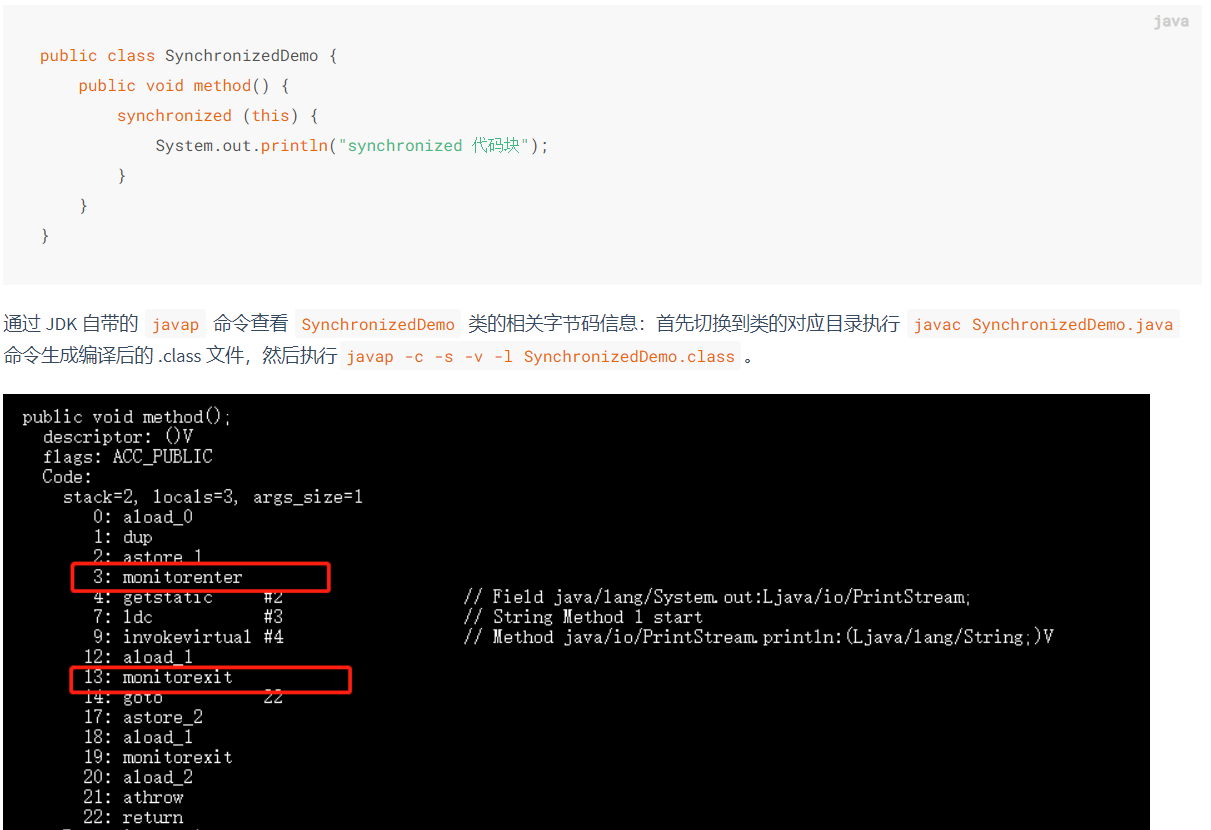 java
public class SynchronizedDemo {
public void method() {
synchronized (this) {
System.out.println("synchronized 代码块");
}
}
}
通过 JDK 自带的 javap 命令查看 SynchronizedDemo 类的相关字节码信息：首先切换到类的对应目录执行 javac SynchronizedDemo.java
命令生成编译后的 .class 文件，然后执行 javap -c -s -v -l SynchronizedDemo.class 。
public void method();
descriptor: ()V
flags: ACC_PUBLIC
Code:
stack=2, locals=3, args_size=1
0: aload_0
1: dup
2: astore_1
3: monitorenter
4: getstatic #2 // Field java/lang/System.out:Ljava/io/PrintStream;
7: ldc #3 // String Method 1 start
9: invokevirtual #4 // Method java/io/PrintStream.println:(Ljava/lang/String;)V
12: aload_1
13: monitorexit
14: goto 22
17: astore_2
18: aload_1
19: monitorexit
20: aload_2
21: athrow
22: return